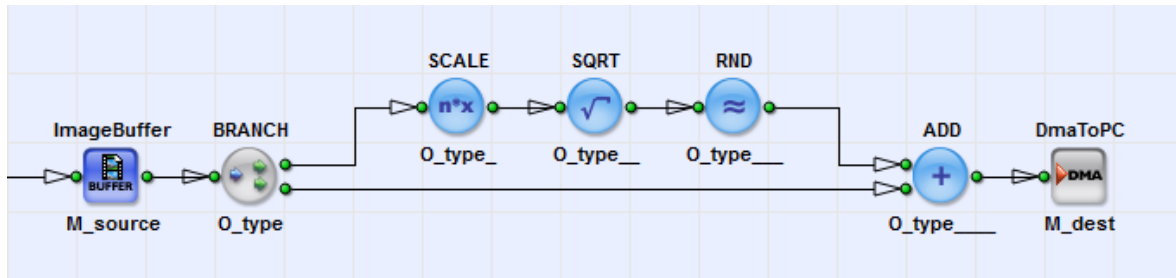 SCALE SQRT RND
n*x √ ≈
ImageBuffer BRANCH ADD DmaToPC
O_type_ O_type__ O_type___
BUFFER + DMA
M_source O_type O_type____ M_dest